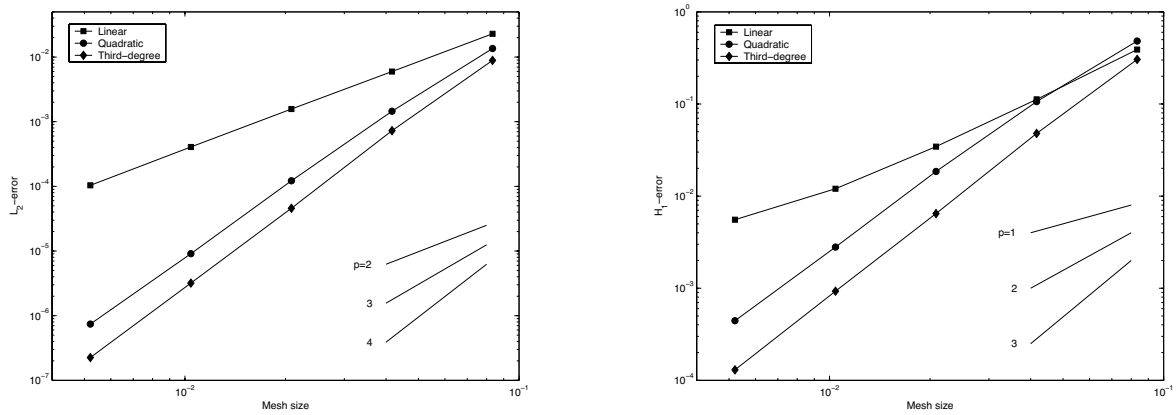 Linear
Quadratic
Third-degree
10^-2
10^-3
10^-4
10^-5
10^-6
10^-7
L_2-error
p=2
3
4
10^-2
10^-1
Mesh size
Linear
Quadratic
Third-degree
10^0
10^-1
10^-2
10^-3
10^-4
H_1-error
p=1
2
3
10^-2
10^-1
Mesh size